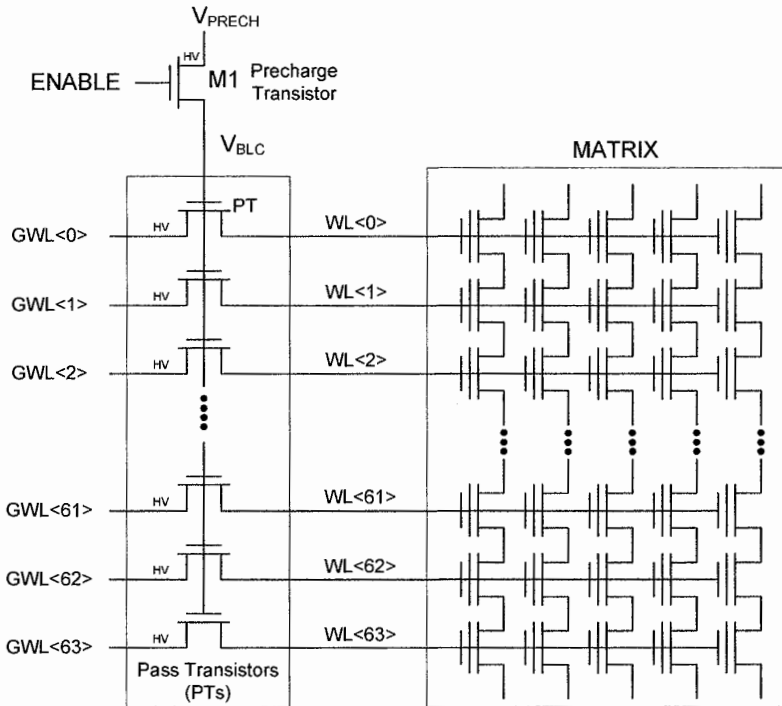 VPRECH
HV
ENABLE
M1
Precharge
Transistor
VBLC
MATRIX
PT
GWL<0>
HV
WL<0>
GWL<1>
HV
WL<1>
GWL<2>
HV
WL<2>
GWL<61>
HV
WL<61>
GWL<62>
HV
WL<62>
GWL<63>
HV
WL<63>
Pass Transistors
(PTs)